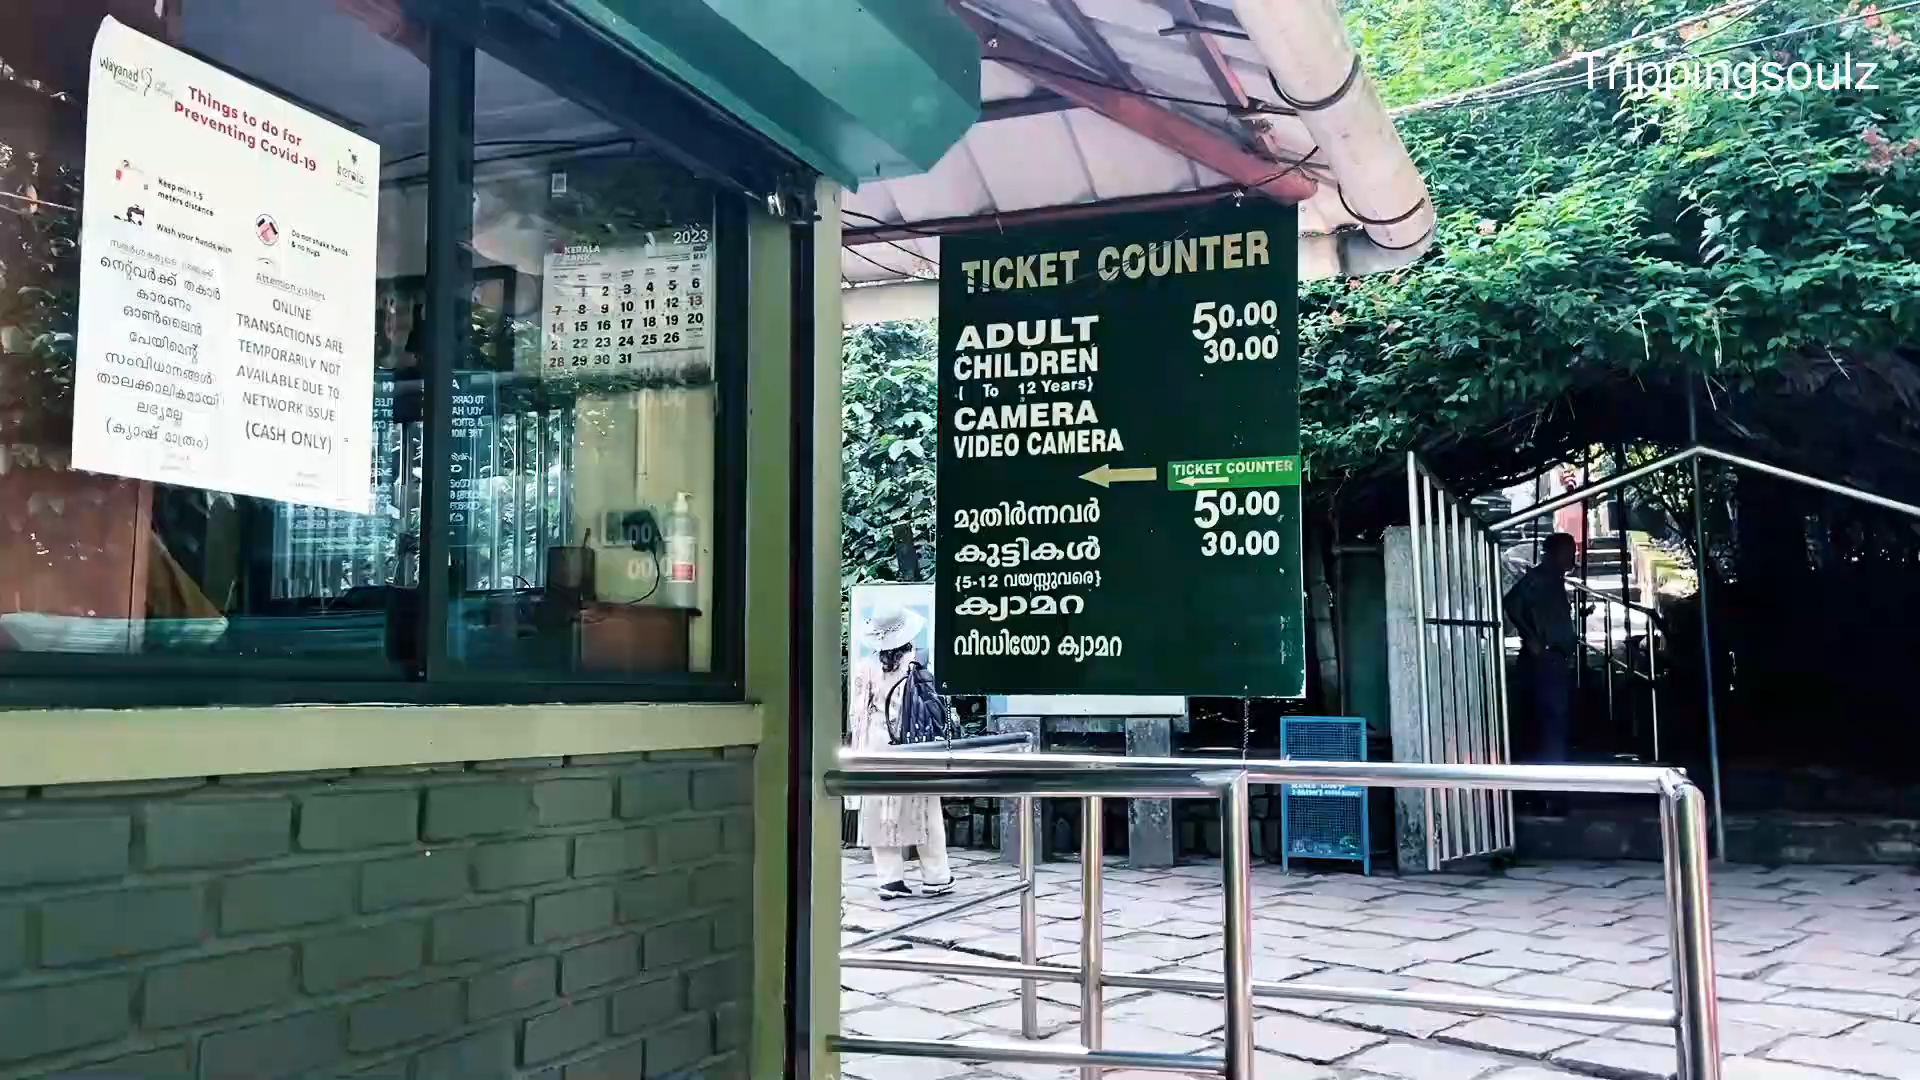 Trippingsoulz
Wayanad
Things to do for
Preventing Covid-19
kerala
Keep min 1.5
meters distance
Wash your hands with
Do not shake hands
& no hugs
നെറ്റ്‌വർക്ക് തകരാർ
കാരണം
ഓൺലൈൻ
പേയ്മെന്റ്
സംവിധാനങ്ങൾ
താലക്കാലികമായി
ലഭ്യമല്ല
(ക്യാഷ് മാത്രം)
Attention visitors
ONLINE
TRANSACTIONS ARE
TEMPORARILY NOT
AVAILABLE DUE TO
NETWORK ISSUE
(CASH ONLY)
2023
KERALA
BANK
MAY
1 2 3 4 5 6
7 8 9 10 11 12 13
14 15 16 17 18 19 20
21 22 23 24 25 26
28 29 30 31
TICKET COUNTER
ADULT 50.00
CHILDREN 30.00
( To 12 Years}
CAMERA
VIDEO CAMERA
TICKET COUNTER
മുതിർന്നവർ 50.00
കുട്ടികൾ 30.00
{5-12 വയസ്സുവരെ}
ക്യാമറ
വീഡിയോ ക്യാമറ